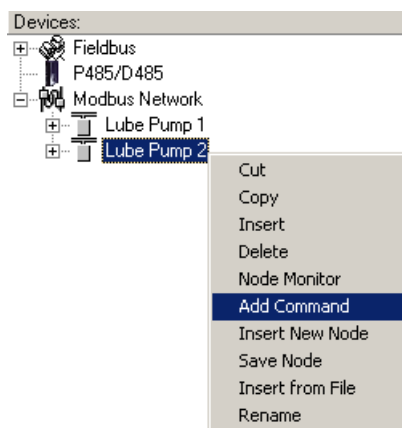 Devices:
Fieldbus
P485/D485
Modbus Network
Lube Pump 1
Lube Pump 2
Cut
Copy
Insert
Delete
Node Monitor
Add Command
Insert New Node
Save Node
Insert from File
Rename